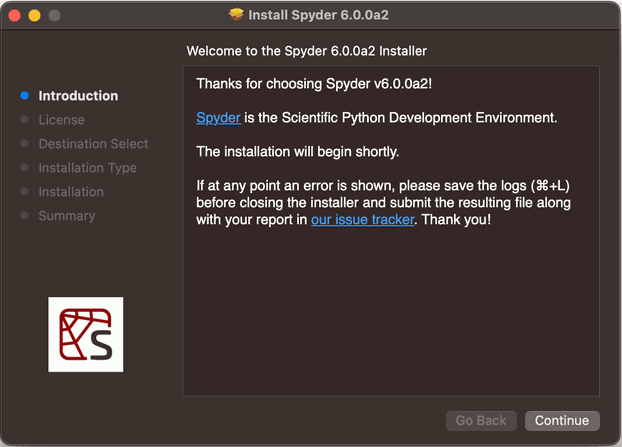 Install Spyder 6.0.0a2
Welcome to the Spyder 6.0.0a2 Installer
Introduction
License
Destination Select
Installation Type
Installation
Summary
Thanks for choosing Spyder v6.0.0a2!
Spyder is the Scientific Python Development Environment.
The installation will begin shortly.
If at any point an error is shown, please save the logs (⌘+L)
before closing the installer and submit the resulting file along
with your report in our issue tracker. Thank you!
S
Go Back
Continue